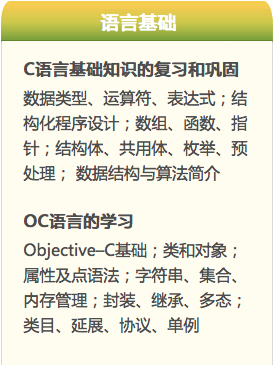 语言基础
C语言基础知识的复习和巩固
数据类型、运算符、表达式；结
构化程序设计；数组、函数、指
针；结构体、共用体、枚举、预
处理； 数据结构与算法简介
OC语言的学习
Objective–C基础；类和对象；
属性及点语法；字符串、集合、
内存管理；封装、继承、多态；
类目、延展、协议、单例